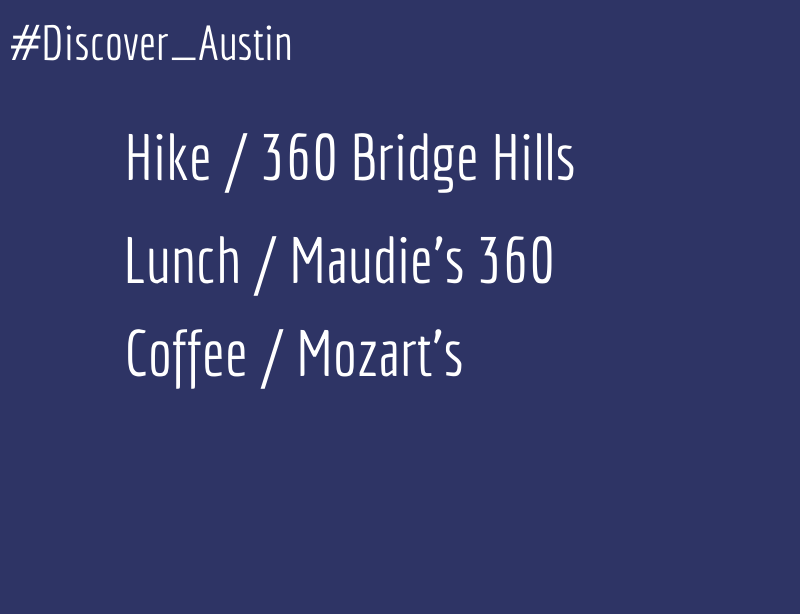 #Discover_Austin
Hike / 360 Bridge Hills
Lunch / Maudie's 360
Coffee / Mozart's